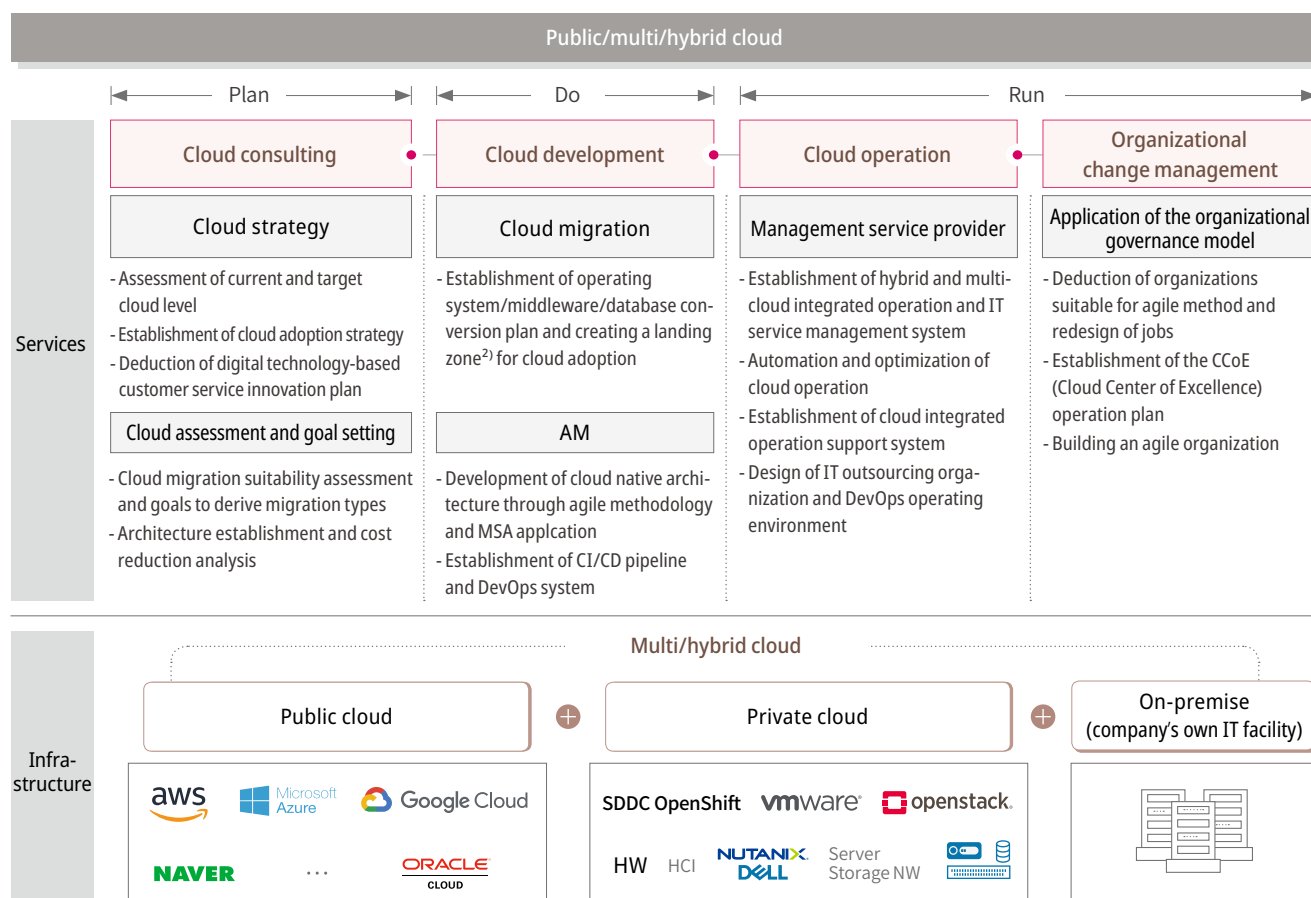 Public/multi/hybrid cloud
Plan
Do
Run
Services
Cloud consulting
Cloud development
Cloud operation
Organizational
change management
Cloud strategy
- Assessment of current and target
cloud level
- Establishment of cloud adoption strategy
- Deduction of digital technology-based
customer service innovation plan
Cloud assessment and goal setting
- Cloud migration suitability assessment
and goals to derive migration types
- Architecture establishment and cost
reduction analysis
Cloud migration
- Establishment of operating
system/middleware/database con-
version plan and creating a landing
zone2) for cloud adoption
AM
- Development of cloud native archi-
tecture through agile methodology
and MSA applcation
- Establishment of CI/CD pipeline
and DevOps system
Management service provider
- Establishment of hybrid and multi-
cloud integrated operation and IT
service management system
- Automation and optimization of
cloud operation
- Establishment of cloud integrated
operation support system
- Design of IT outsourcing orga-
nization and DevOps operating
environment
Application of the organizational
governance model
- Deduction of organizations
suitable for agile method and
redesign of jobs
- Establishment of the CCoE
(Cloud Center of Excellence)
operation plan
- Building an agile organization
Infra-
structure
Multi/hybrid cloud
Public cloud
Private cloud
On-premise
(company's own IT facility)
aws
Microsoft
Azure
Google Cloud
NAVER
...
ORACLE
CLOUD
SDDC OpenShift
vmware®
openstack.
HW
HCI
NUTANIX.
DELL
Server
Storage NW